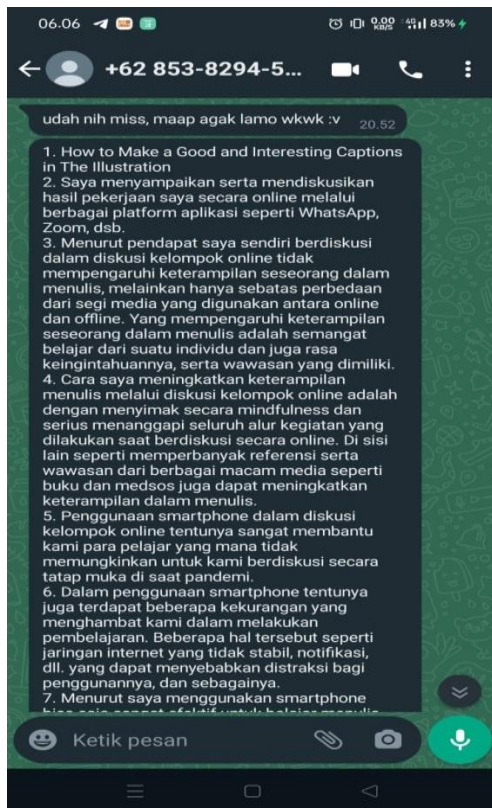 06.06
0.00 KB/S 4G 83%
+62 853-8294-5...
udah nih miss, maap agak lamo wkwk :v 20.52
1. How to Make a Good and Interesting Captions
in The Illustration
2. Saya menyampaikan serta mendiskusikan
hasil pekerjaan saya secara online melalui
berbagai platform aplikasi seperti WhatsApp,
Zoom, dsb.
3. Menurut pendapat saya sendiri berdiskusi
dalam diskusi kelompok online tidak
mempengaruhi keterampilan seseorang dalam
menulis, melainkan hanya sebatas perbedaan
dari segi media yang digunakan antara online
dan offline. Yang mempengaruhi keterampilan
seseorang dalam menulis adalah semangat
belajar dari suatu individu dan juga rasa
keingintahuannya, serta wawasan yang dimiliki.
4. Cara saya meningkatkan keterampilan
menulis melalui diskusi kelompok online adalah
dengan menyimak secara mindfulness dan
serius menanggapi seluruh alur kegiatan yang
dilakukan saat berdiskusi secara online. Di sisi
lain seperti memperbanyak referensi serta
wawasan dari berbagai macam media seperti
buku dan medsos juga dapat meningkatkan
keterampilan dalam menulis.
5. Penggunaan smartphone dalam diskusi
kelompok online tentunya sangat membantu
kami para pelajar yang mana tidak
memungkinkan untuk kami berdiskusi secara
tatap muka di saat pandemi.
6. Dalam penggunaan smartphone tentunya
juga terdapat beberapa kekurangan yang
menghambat kami dalam melakukan
pembelajaran. Beberapa hal tersebut seperti
jaringan internet yang tidak stabil, notifikasi,
dll. yang dapat menyebabkan distraksi bagi
penggunannya, dan sebagainya.
7. Menurut saya menggunakan smartphone
Ketik pesan